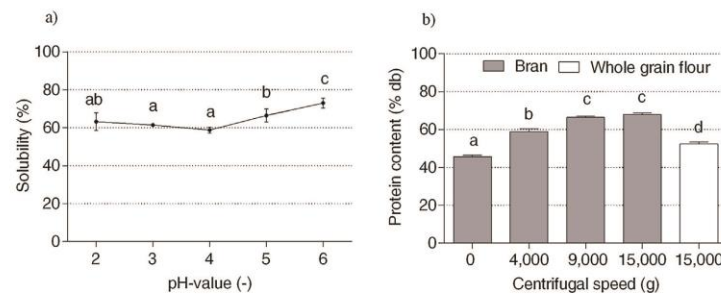 a)
100
80
60
40
20
0
Solubility (%)
ab
a
a
b
c
2 3 4 5 6
pH-value (-)
b)
100
80
60
40
20
0
Protein content (% db)
Bran Whole grain flour
a
b
c
c
d
0 4,000 9,000 15,000 15,000
Centrifugal speed (g)